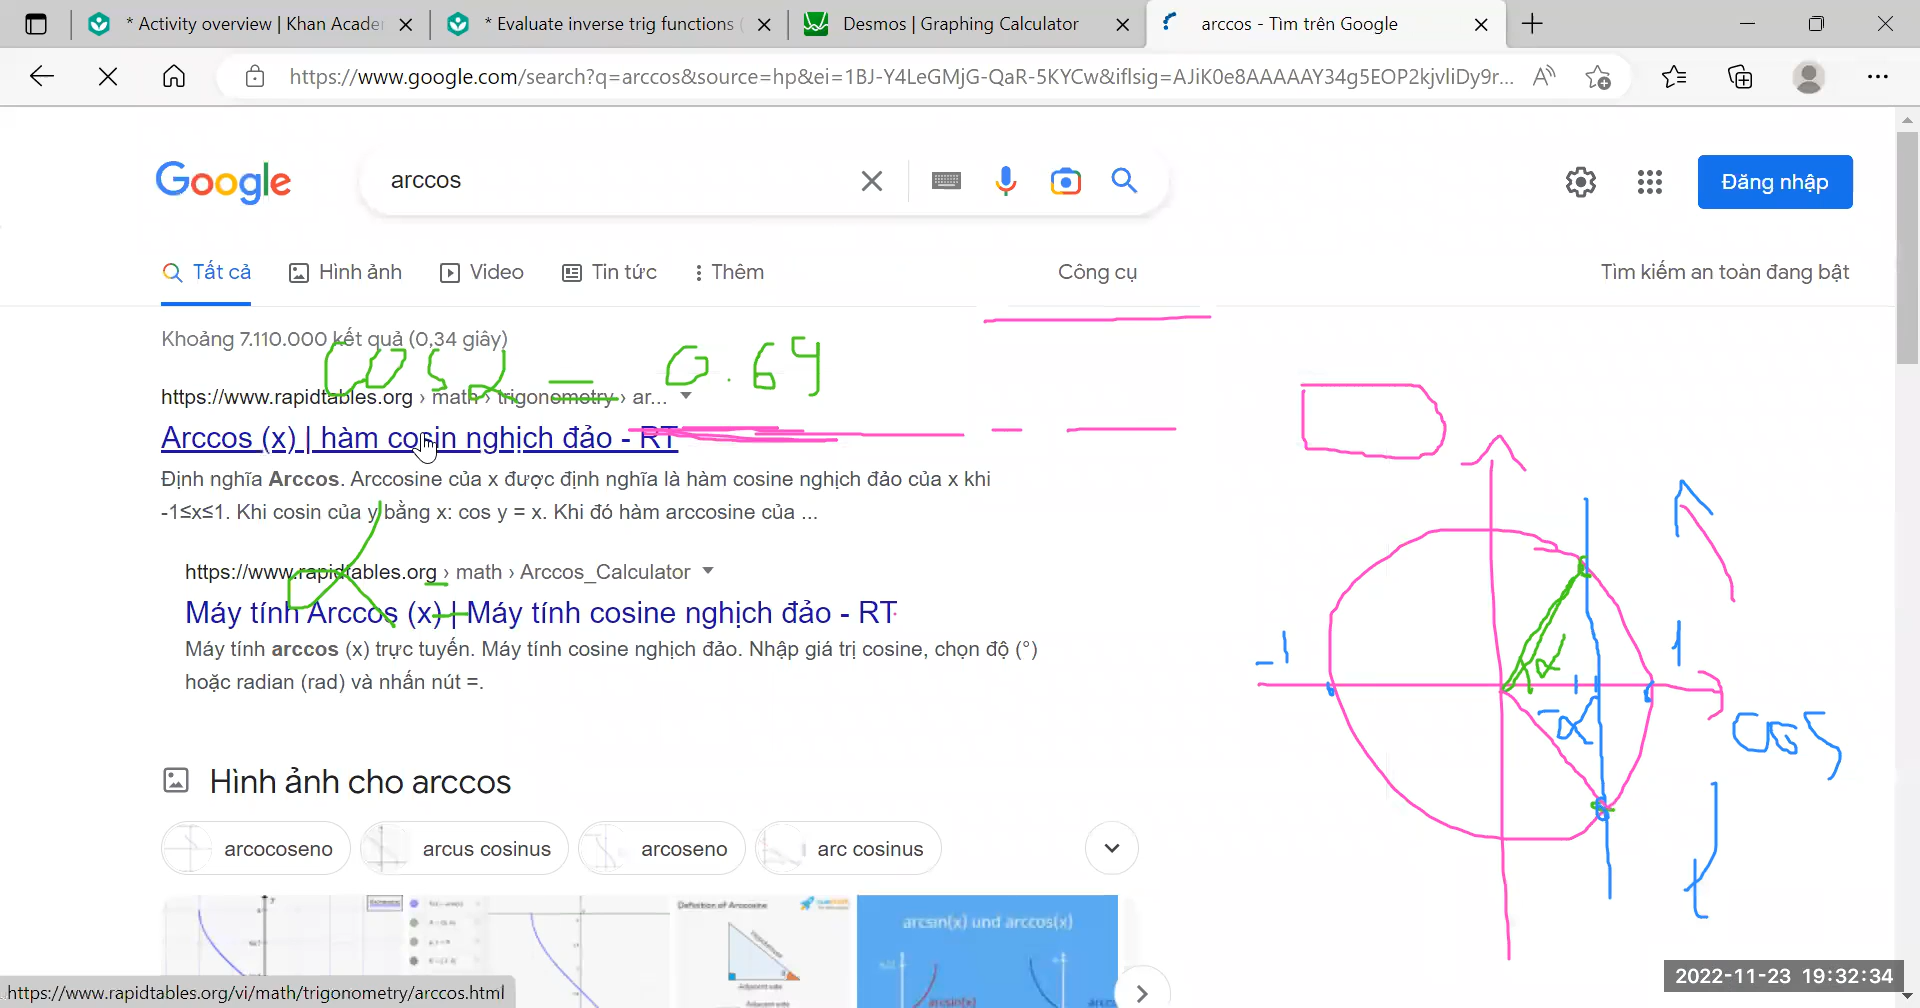 * Activity overview | Khan Acade
* Evaluate inverse trig functions (
Desmos | Graphing Calculator
arccos - Tìm trên Google
https://www.google.com/search?q=arccos&source=hp&ei=1BJ-Y4LeGMjG-QaR-5KYCw&iflsig=AJiK0e8AAAAAY34g5EOP2kjvliDy9r...
Google
arccos
Đăng nhập
Tất cả
Hình ảnh
Video
Tin tức
Thêm
Công cụ
Tìm kiếm an toàn đang bật
Khoảng 7.110.000 kết quả (0,34 giây)
cos α = 0.64
https://www.rapidtables.org › math › trigonometry › ar...
Arccos (x) | hàm cosin nghịch đảo - RT
Định nghĩa Arccos. Arccosine của x được định nghĩa là hàm cosine nghịch đảo của x khi
-1≤x≤1. Khi cosin của y bằng x: cos y = x. Khi đó hàm arccosine của ...
α =
https://www.rapidtables.org › math › Arccos_Calculator
Máy tính Arccos (x) | Máy tính cosine nghịch đảo - RT
Máy tính arccos (x) trực tuyến. Máy tính cosine nghịch đảo. Nhập giá trị cosine, chọn độ (°)
hoặc radian (rad) và nhấn nút =.
-1
1
α
-α
cos
Hình ảnh cho arccos
arcocoseno
arcus cosinus
arcoseno
arc cosinus
Definition of Arccosine
arcsin(x) und arccos(x)
arcsin(x)
https://www.rapidtables.org/vi/math/trigonometry/arccos.html
2022-11-23 19:32:34